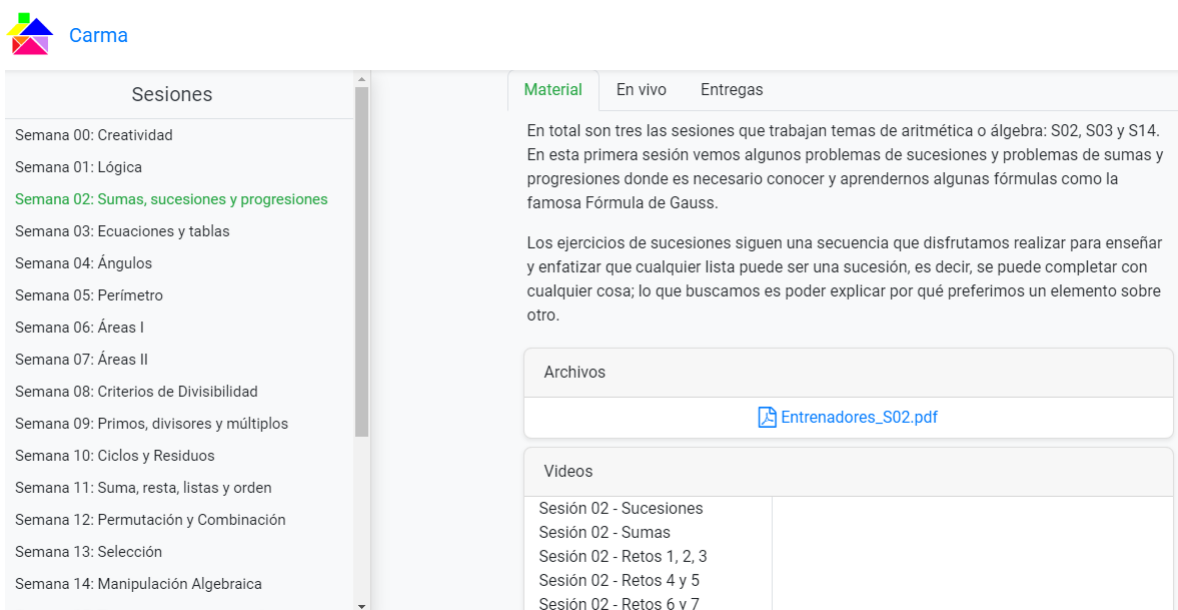 Carma
Sesiones
Semana 00: Creatividad
Semana 01: Lógica
Semana 02: Sumas, sucesiones y progresiones
Semana 03: Ecuaciones y tablas
Semana 04: Ángulos
Semana 05: Perímetro
Semana 06: Áreas I
Semana 07: Áreas II
Semana 08: Criterios de Divisibilidad
Semana 09: Primos, divisores y múltiplos
Semana 10: Ciclos y Residuos
Semana 11: Suma, resta, listas y orden
Semana 12: Permutación y Combinación
Semana 13: Selección
Semana 14: Manipulación Algebraica
Material En vivo Entregas
En total son tres las sesiones que trabajan temas de aritmética o álgebra: S02, S03 y S14.
En esta primera sesión vemos algunos problemas de sucesiones y problemas de sumas y
progresiones donde es necesario conocer y aprendernos algunas fórmulas como la
famosa Fórmula de Gauss.
Los ejercicios de sucesiones siguen una secuencia que disfrutamos realizar para enseñar
y enfatizar que cualquier lista puede ser una sucesión, es decir, se puede completar con
cualquier cosa; lo que buscamos es poder explicar por qué preferimos un elemento sobre
otro.
Archivos
Entrenadores_S02.pdf
Videos
Sesión 02 - Sucesiones
Sesión 02 - Sumas
Sesión 02 - Retos 1, 2, 3
Sesión 02 - Retos 4 y 5
Sesión 02 - Retos 6 y 7